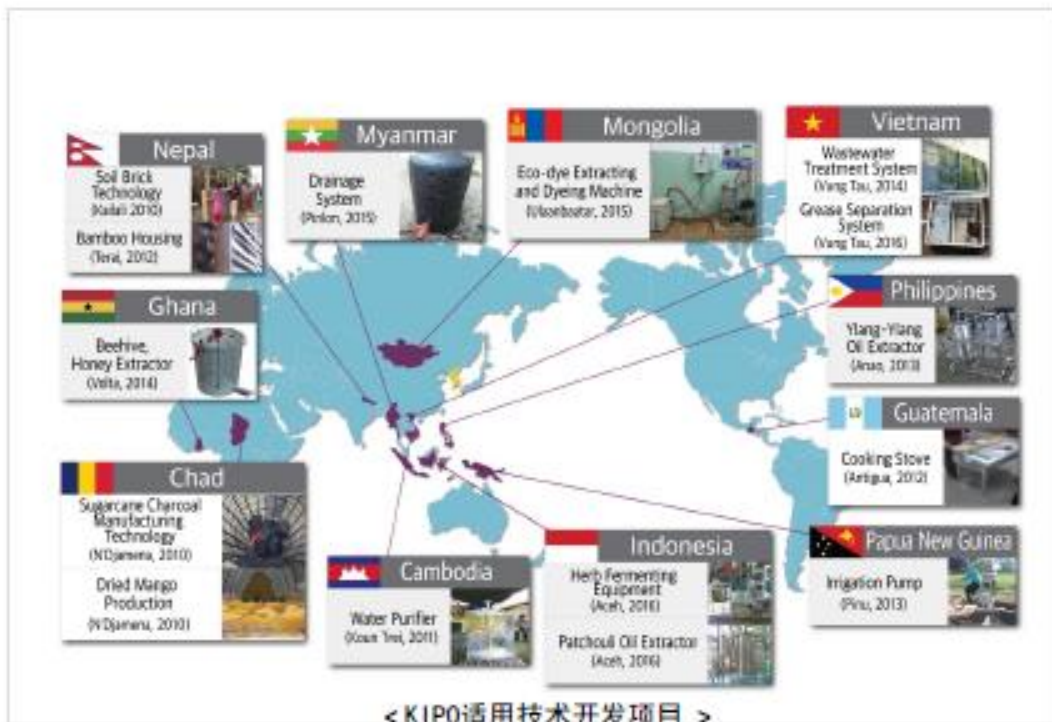 Nepal
Soil Brick
Technology
(Kadali 2010)
Bamboo Housing
(Terai, 2012)
Myanmar
Drainage
System
(Pinlon, 2015)
Mongolia
Eco-dye Extracting
and Dyeing Machine
(Ulaanbaatar, 2015)
Vietnam
Wastewater
Treatment System
(Vang Tau, 2014)
Grease Separation
System
(Vang Tau, 2016)
Ghana
Beehive,
Honey Extractor
(Volta, 2014)
Philippines
Ylang-Ylang
Oil Extractor
(Anao, 2013)
Guatemala
Cooking Stove
(Antigua, 2012)
Chad
Sugarcane Charcoal
Manufacturing
Technology
(N'Djamena, 2010)
Dried Mango
Production
(N'Djamena, 2010)
Cambodia
Water Purifier
2011)
Indonesia
Herb Fermenting
Equipment
(Aceh, 2016)
Patchouli Oil Extractor
(Aceh, 2016)
Papua New Guinea
Irrigation Pump
(Pinu, 2013)
<KIPO适用技术开发项目 >